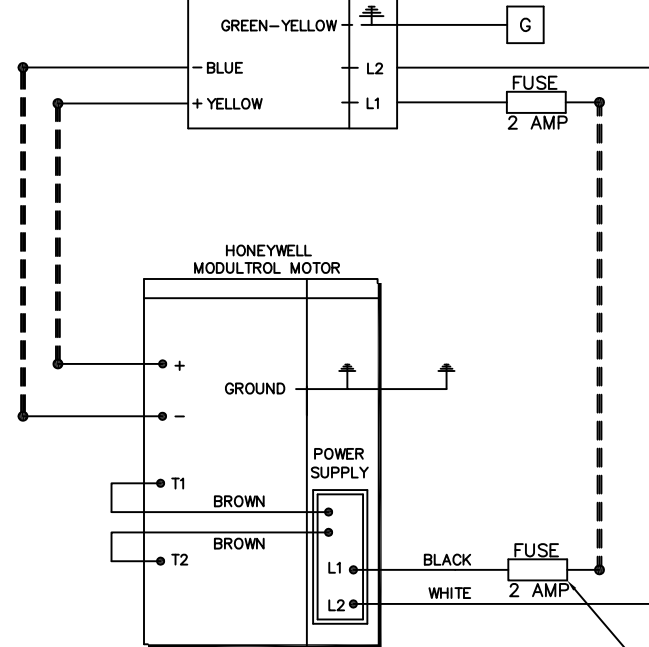 GREEN-YELLOW
G
- BLUE
L2
+ YELLOW
L1
FUSE
2 AMP
HONEYWELL
MODULTROL MOTOR
+
GROUND
-
POWER
SUPPLY
T1
BROWN
BROWN
T2
L1
BLACK
FUSE
2 AMP
L2
WHITE